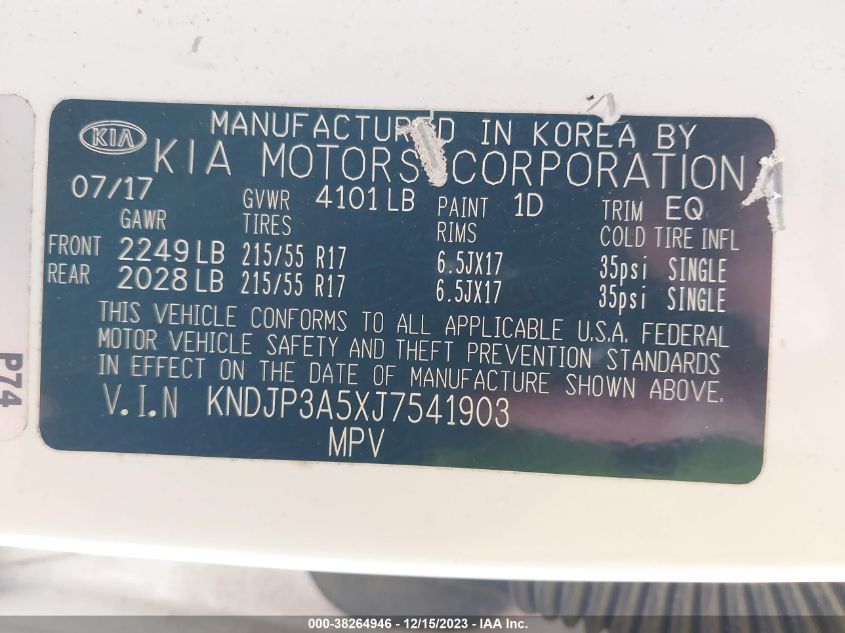 KIA
MANUFACTURED IN KOREA BY
KIA MOTORS CORPORATION
07/17 GVWR 4101 LB PAINT 1D TRIM EQ
GAWR TIRES RIMS COLD TIRE INFL
FRONT 2249 LB 215/55 R17 6.5JX17 35psi SINGLE
REAR 2028 LB 215/55 R17 6.5JX17 35psi SINGLE
THIS VEHICLE CONFORMS TO ALL APPLICABLE U.S.A. FEDERAL
MOTOR VEHICLE SAFETY AND THEFT PREVENTION STANDARDS
IN EFFECT ON THE DATE OF MANUFACTURE SHOWN ABOVE.
V.I.N KNDJP3A5XJ7541903
MPV
P74
000-38264946 - 12/15/2023 - IAA Inc.